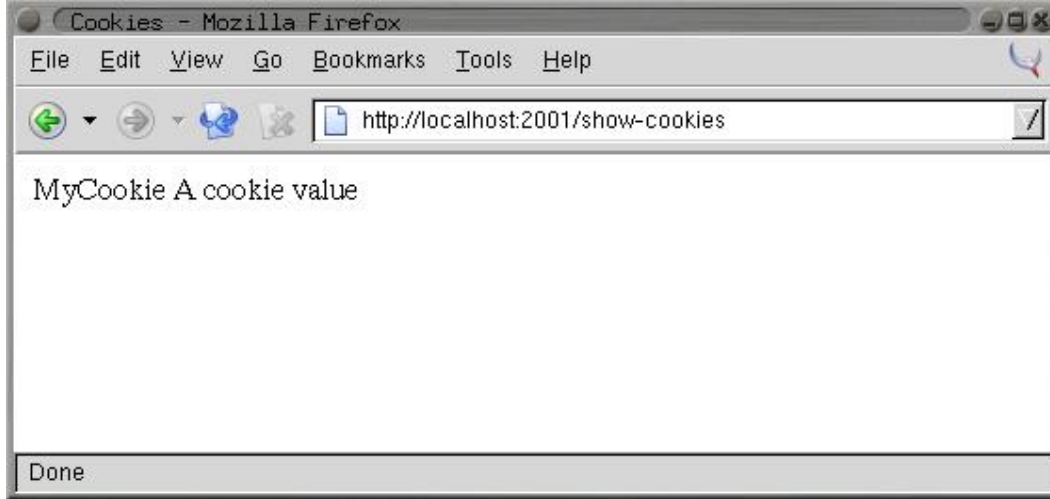 Cookies - Mozilla Firefox
File Edit View Go Bookmarks Tools Help
http://localhost:2001/show-cookies
MyCookie A cookie value
Done